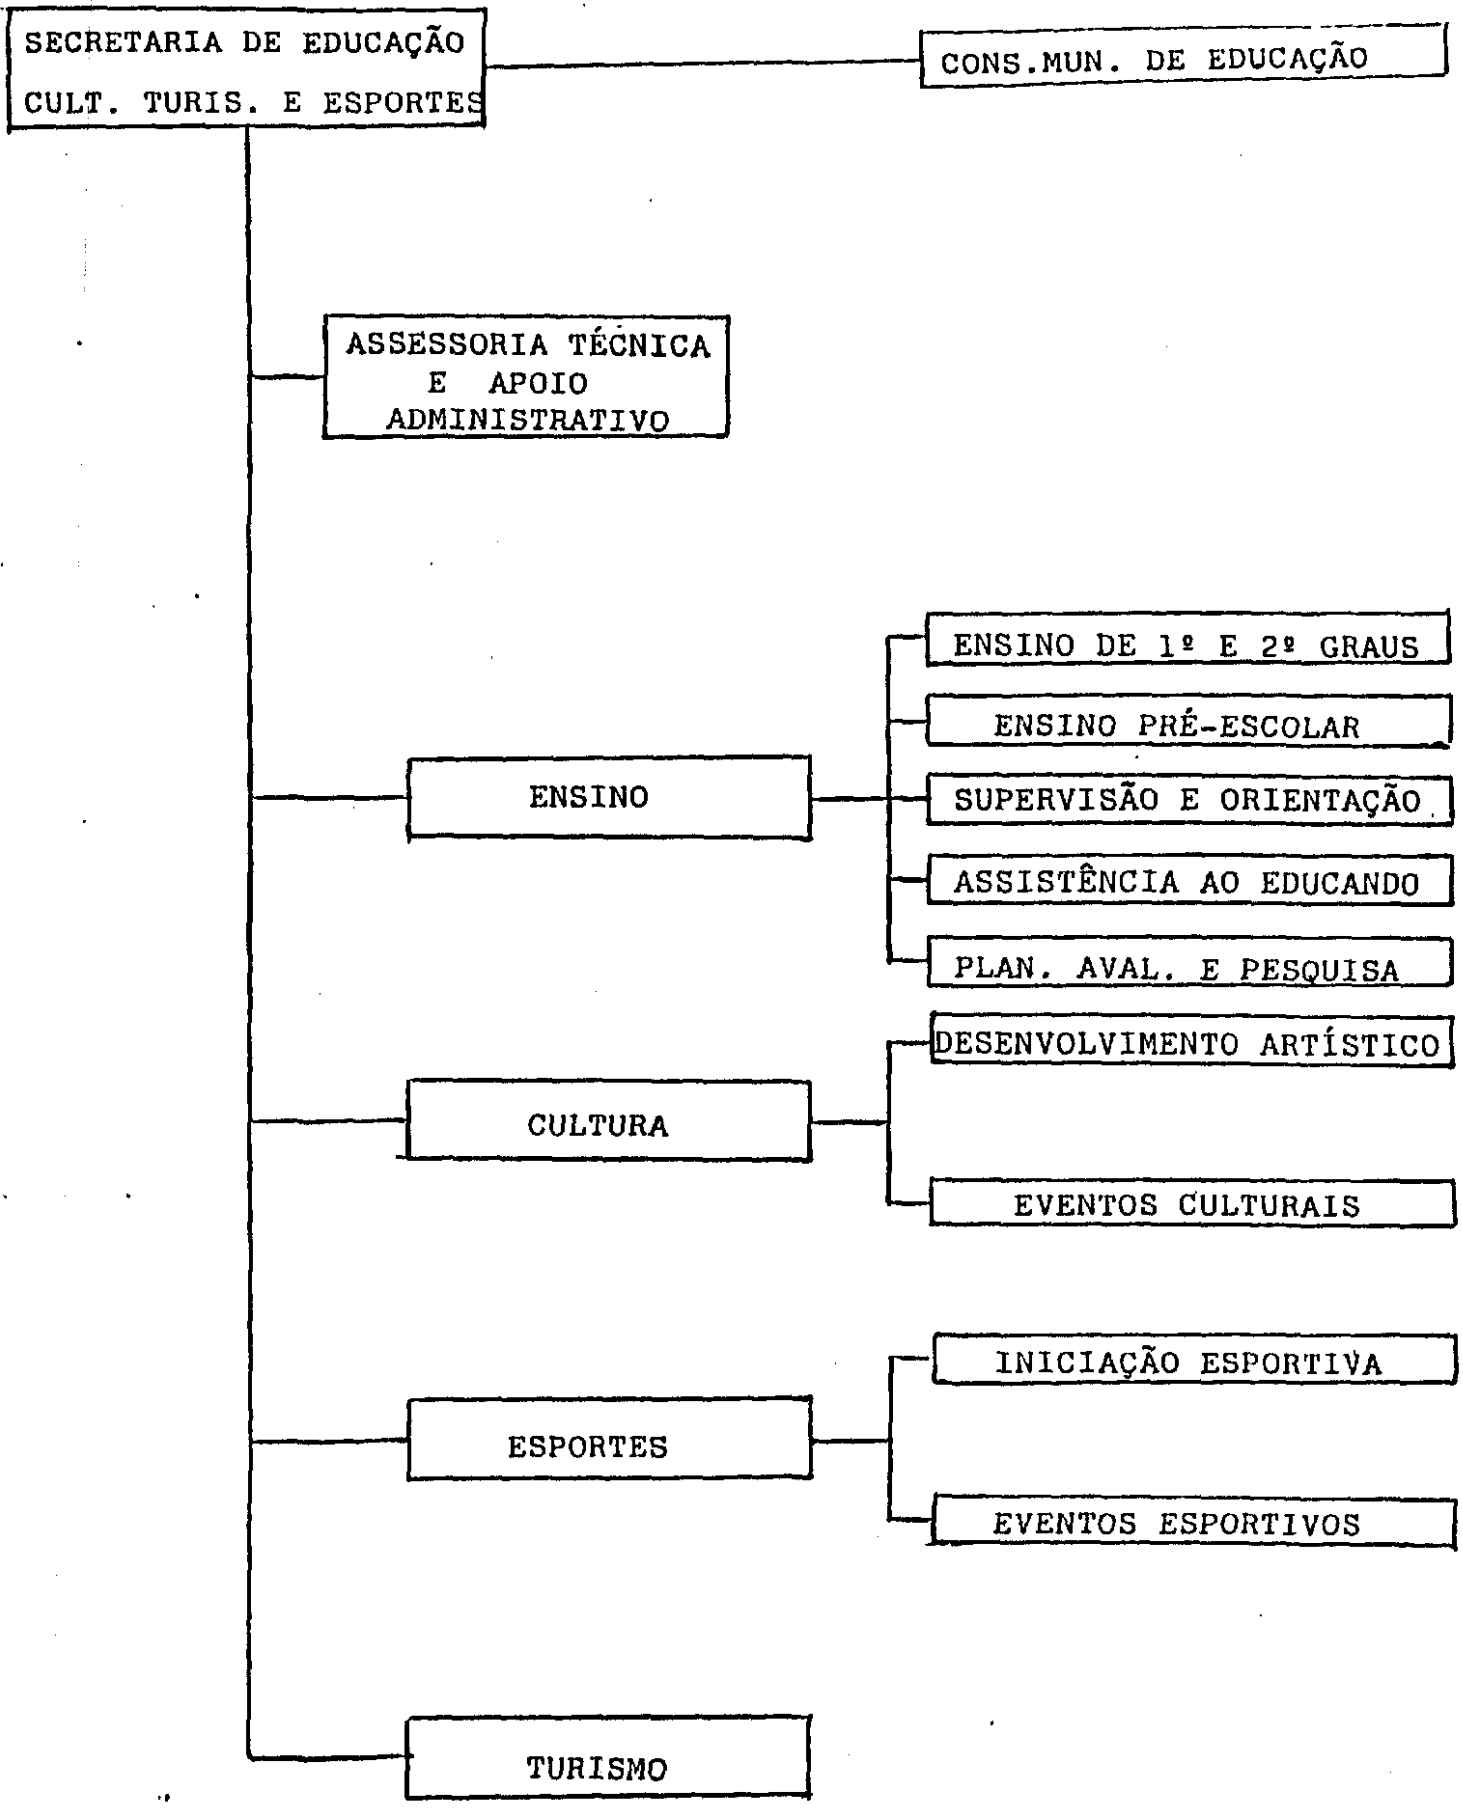 SECRETARIA DE EDUCAÇÃO
CULT. TURIS. E ESPORTES
CONS.MUN. DE EDUCAÇÃO
ASSESSORIA TÉCNICA
E APOIO
ADMINISTRATIVO
ENSINO
ENSINO DE 1º E 2º GRAUS
ENSINO PRÉ-ESCOLAR
SUPERVISÃO E ORIENTAÇÃO
ASSISTÊNCIA AO EDUCANDO
PLAN. AVAL. E PESQUISA
CULTURA
DESENVOLVIMENTO ARTÍSTICO
EVENTOS CULTURAIS
ESPORTES
INICIAÇÃO ESPORTIVA
EVENTOS ESPORTIVOS
TURISMO